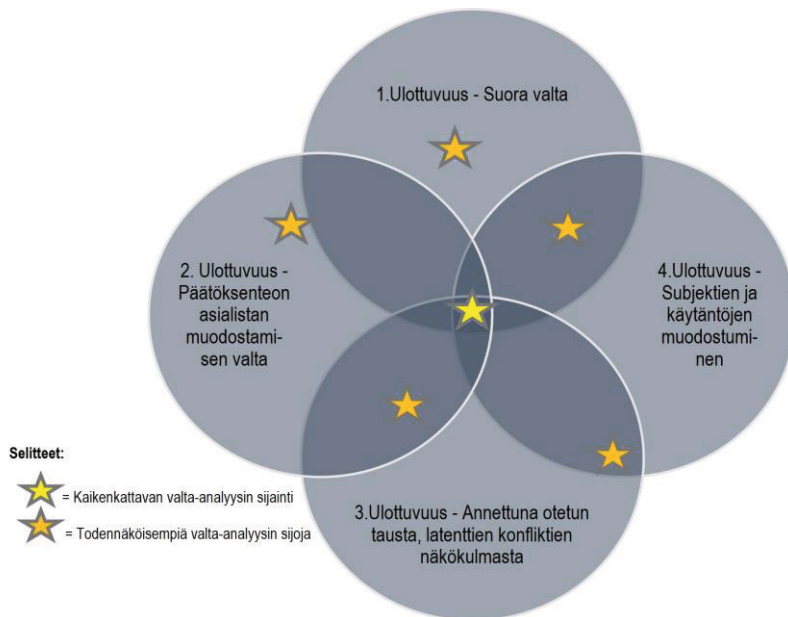 1.Ulottuvuus - Suora valta
2. Ulottuvuus -
Päätöksenteon
asialistan
muodostami-
sen valta
4.Ulottuvuus -
Subjektien ja
käytäntöjen
muodostumi-
nen
3.Ulottuvuus - Annettuna otetun
tausta, latenttien konfliktien
näkökulmasta
Selitteet:
= Kaikenkattavan valta-analyysin sijainti
= Todennäköisempiä valta-analyysin sijoja